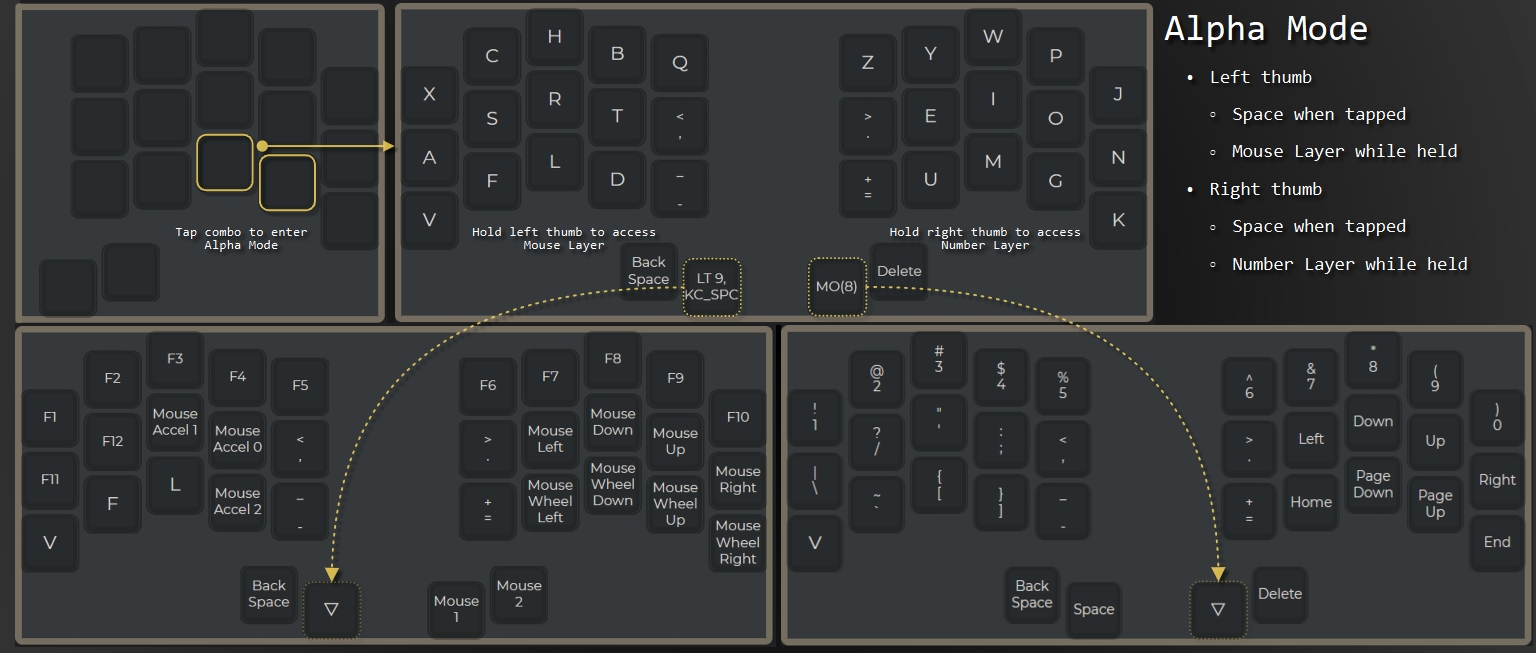 Tap combo to enter
Alpha Mode
X
C
H
B
Q
A
S
R
T
<
,
V
F
L
D
–
-
Hold left thumb to access
Mouse Layer
Back
Space
LT 9,
KC_SPC
Z
Y
W
P
J
>
.
E
I
O
N
+
=
U
M
G
K
Hold right thumb to access
Number Layer
MO(8)
Delete
Alpha Mode
• Left thumb
◦ Space when tapped
◦ Mouse Layer while held
• Right thumb
◦ Space when tapped
◦ Number Layer while held
F1
F2
F3
F4
F5
F11
F12
Mouse
Accel 1
Mouse
Accel 0
<
,
V
F
L
Mouse
Accel 2
–
-
Back
Space
▽
F6
F7
F8
F9
F10
>
.
Mouse
Left
Mouse
Down
Mouse
Up
Mouse
Right
+
=
Mouse
Wheel
Left
Mouse
Wheel
Down
Mouse
Wheel
Up
Mouse
Wheel
Right
Mouse
1
Mouse
2
!
1
@
2
#
3
$
4
%
5
|
\
?
/
"
'
:
;
<
,
V
~
`
{
[
}
]
–
-
Back
Space
Space
^
6
&
7
*
8
(
9
)
0
>
.
Left
Down
Up
Right
+
=
Home
Page
Down
Page
Up
End
▽
Delete